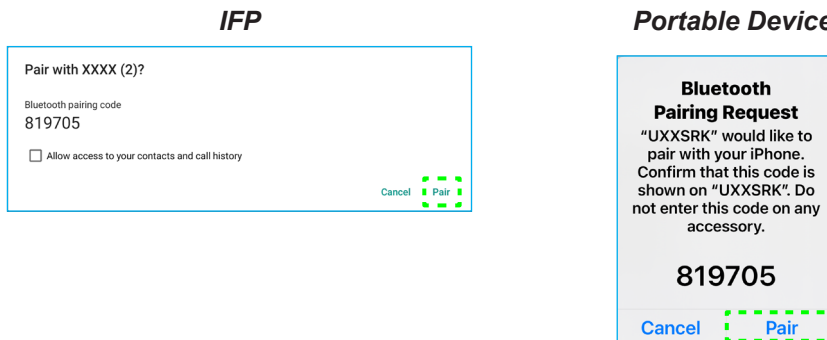 IFP
Portable Device
Pair with XXXX (2)?
Bluetooth pairing code
819705
Allow access to your contacts and call history
Cancel Pair
Bluetooth
Pairing Request
“UXXSRK” would like to
pair with your iPhone.
Confirm that this code is
shown on “UXXSRK”. Do
not enter this code on any
accessory.
819705
Cancel Pair